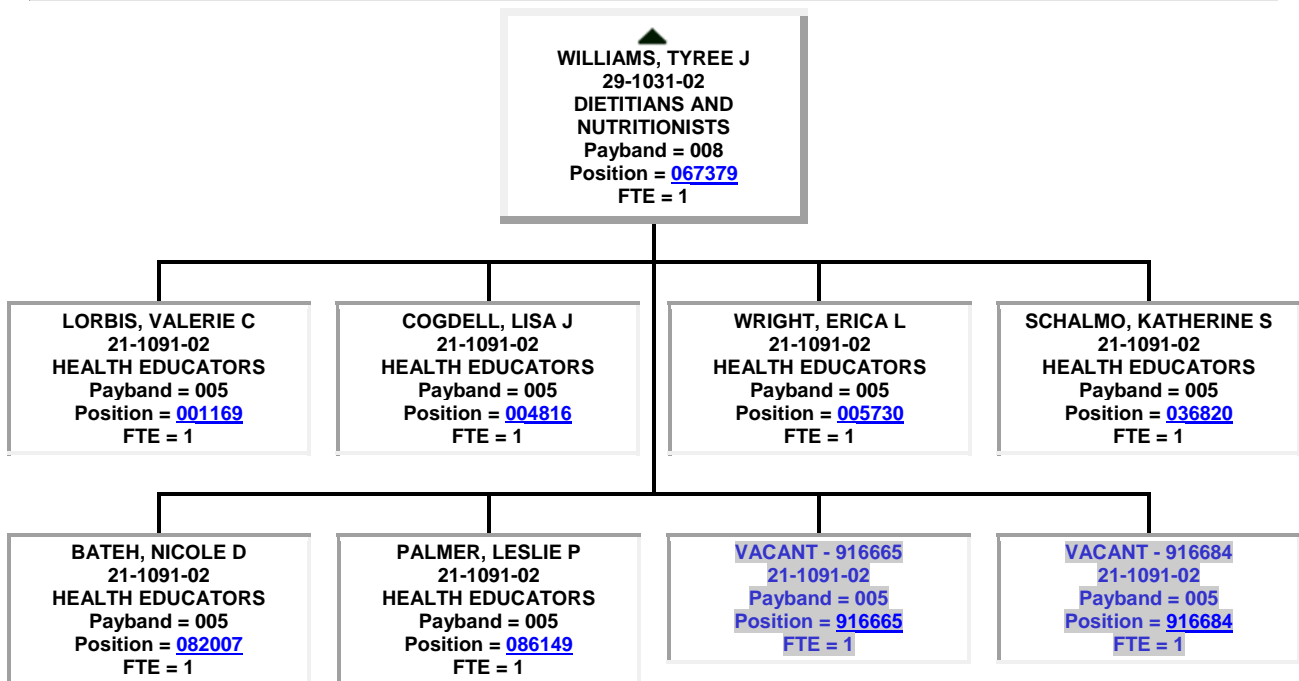 WILLIAMS, TYREE J
29-1031-02
DIETITIANS AND
NUTRITIONISTS
Payband = 008
Position = 067379
FTE = 1
LORBIS, VALERIE C
21-1091-02
HEALTH EDUCATORS
Payband = 005
Position = 001169
FTE = 1
COGDELL, LISA J
21-1091-02
HEALTH EDUCATORS
Payband = 005
Position = 004816
FTE = 1
WRIGHT, ERICA L
21-1091-02
HEALTH EDUCATORS
Payband = 005
Position = 005730
FTE = 1
SCHALMO, KATHERINE S
21-1091-02
HEALTH EDUCATORS
Payband = 005
Position = 036820
FTE = 1
BATEH, NICOLE D
21-1091-02
HEALTH EDUCATORS
Payband = 005
Position = 082007
FTE = 1
PALMER, LESLIE P
21-1091-02
HEALTH EDUCATORS
Payband = 005
Position = 086149
FTE = 1
VACANT - 916665
21-1091-02
Payband = 005
Position = 916665
FTE = 1
VACANT - 916684
21-1091-02
Payband = 005
Position = 916684
FTE = 1